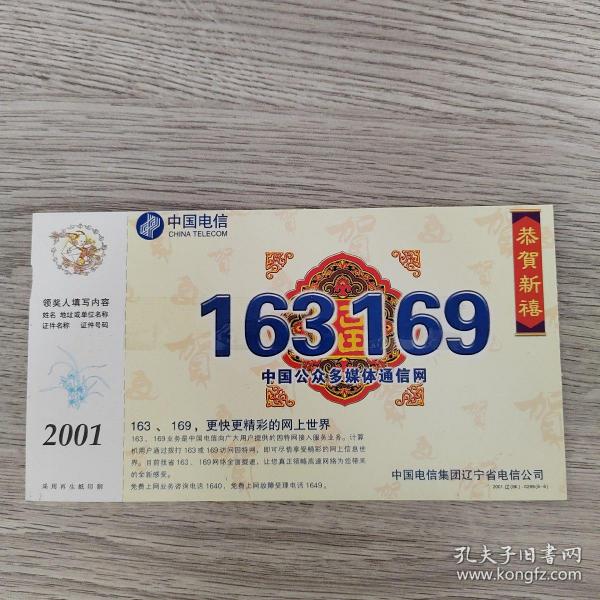 中国电信
CHINA TELECOM
恭贺新禧
163 169
中国公众多媒体通信网
领奖人填写内容
姓名 地址或单位名称
证件名称 证件号码
2001
采用再生纸印制
163、169，更快更精彩的网上世界
163、169业务是中国电信向广大用户提供的因特网接入服务业务。计算
机用户通过拨打163或169访问因特网，即可尽情享受精彩的网上信息世
界。目前我省163、169网络全面提速，让您真正领略高速网络为您带来
的全新感受。
免费上网业务咨询电话1640，免费上网故障受理电话1649。
中国电信集团辽宁省电信公司
孔夫子旧书网
www.kongfz.com